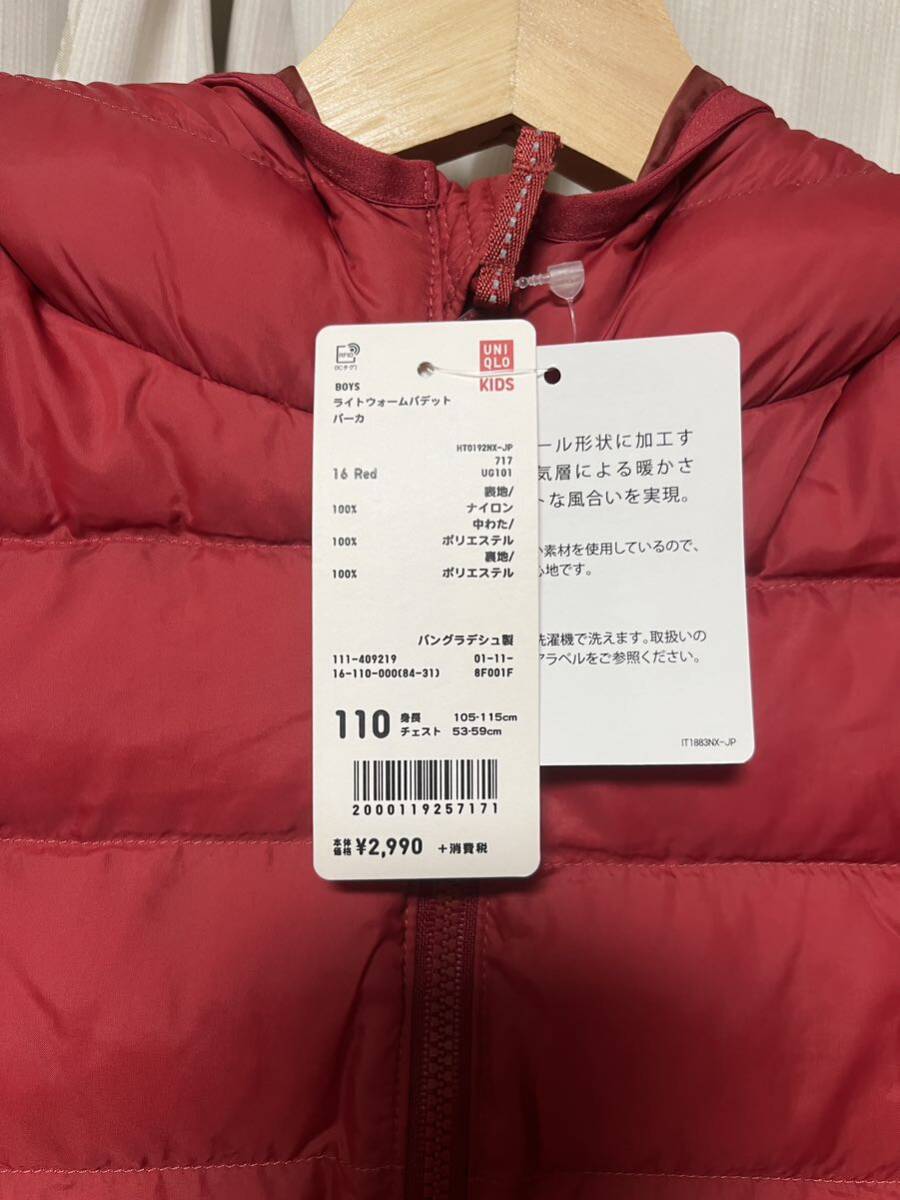 RFID
(ICタグ)
UNI
QLO
KIDS
BOYS
ライトウォームパデット
パーカ
HT0192NX-JP
717
16 Red UG101
裏地/
100% ナイロン
中わた/
100% ポリエステル
裏地/
100% ポリエステル
バングラデシュ製
111-409219 01-11-
16-110-000(84-31) 8F001F
110 身長 105-115cm
チェスト 53-59cm
2000119257171
本体価格 ¥2,990 +消費税
ール形状に加工す
気層による暖かさ
トな風合いを実現。
い素材を使用しているので、
心地です。
洗濯機で洗えます。取扱いの
アラベルをご参照ください。
IT1883NX-JP